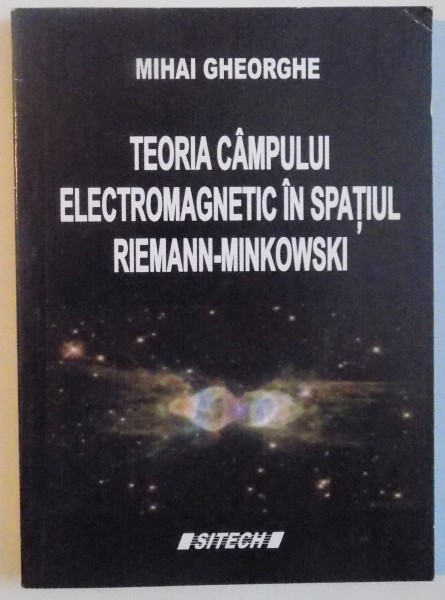 MIHAI GHEORGHE
TEORIA CÂMPULUI
ELECTROMAGNETIC ÎN SPAȚIUL
RIEMANN-MINKOWSKI
SITECH